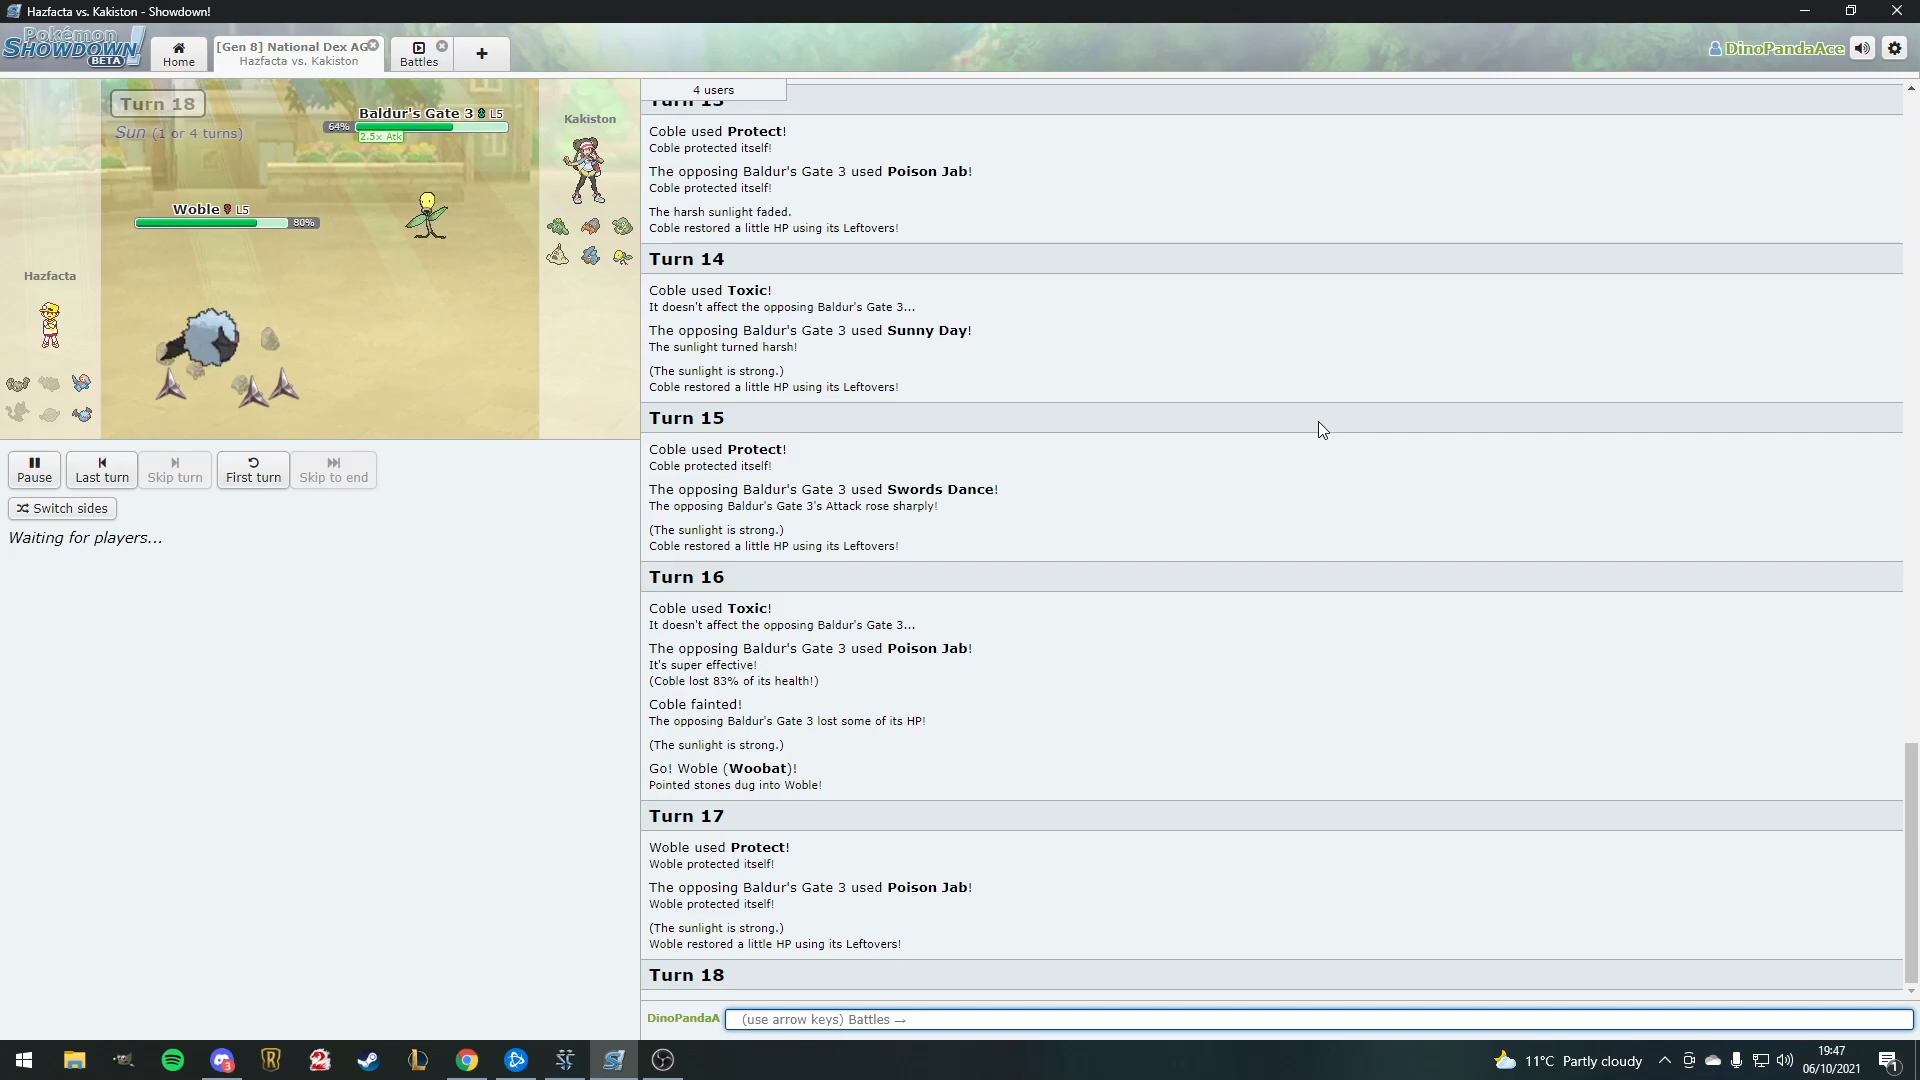 Hazfacta vs. Kakiston - Showdown!
Pokémon
SHOWDOWN!
BETA
Home
[Gen 8] National Dex AG
Hazfacta vs. Kakiston
Battles
DinoPandaAce
Turn 18
Sun (1 or 4 turns)
Baldur's Gate 3 L5
64%
2.5× Atk
Woble L5
80%
Kakiston
Hazfacta
Pause
Last turn
Skip turn
First turn
Skip to end
Switch sides
Waiting for players...
4 users
Turn 13
Coble used Protect!
Coble protected itself!
The opposing Baldur's Gate 3 used Poison Jab!
Coble protected itself!
The harsh sunlight faded.
Coble restored a little HP using its Leftovers!
Turn 14
Coble used Toxic!
It doesn't affect the opposing Baldur's Gate 3...
The opposing Baldur's Gate 3 used Sunny Day!
The sunlight turned harsh!
(The sunlight is strong.)
Coble restored a little HP using its Leftovers!
Turn 15
Coble used Protect!
Coble protected itself!
The opposing Baldur's Gate 3 used Swords Dance!
The opposing Baldur's Gate 3's Attack rose sharply!
(The sunlight is strong.)
Coble restored a little HP using its Leftovers!
Turn 16
Coble used Toxic!
It doesn't affect the opposing Baldur's Gate 3...
The opposing Baldur's Gate 3 used Poison Jab!
It's super effective!
(Coble lost 83% of its health!)
Coble fainted!
The opposing Baldur's Gate 3 lost some of its HP!
(The sunlight is strong.)
Go! Woble (Woobat)!
Pointed stones dug into Woble!
Turn 17
Woble used Protect!
Woble protected itself!
The opposing Baldur's Gate 3 used Poison Jab!
Woble protected itself!
(The sunlight is strong.)
Woble restored a little HP using its Leftovers!
Turn 18
DinoPandaA
(use arrow keys) Battles →
11°C Partly cloudy
19:47
06/10/2021